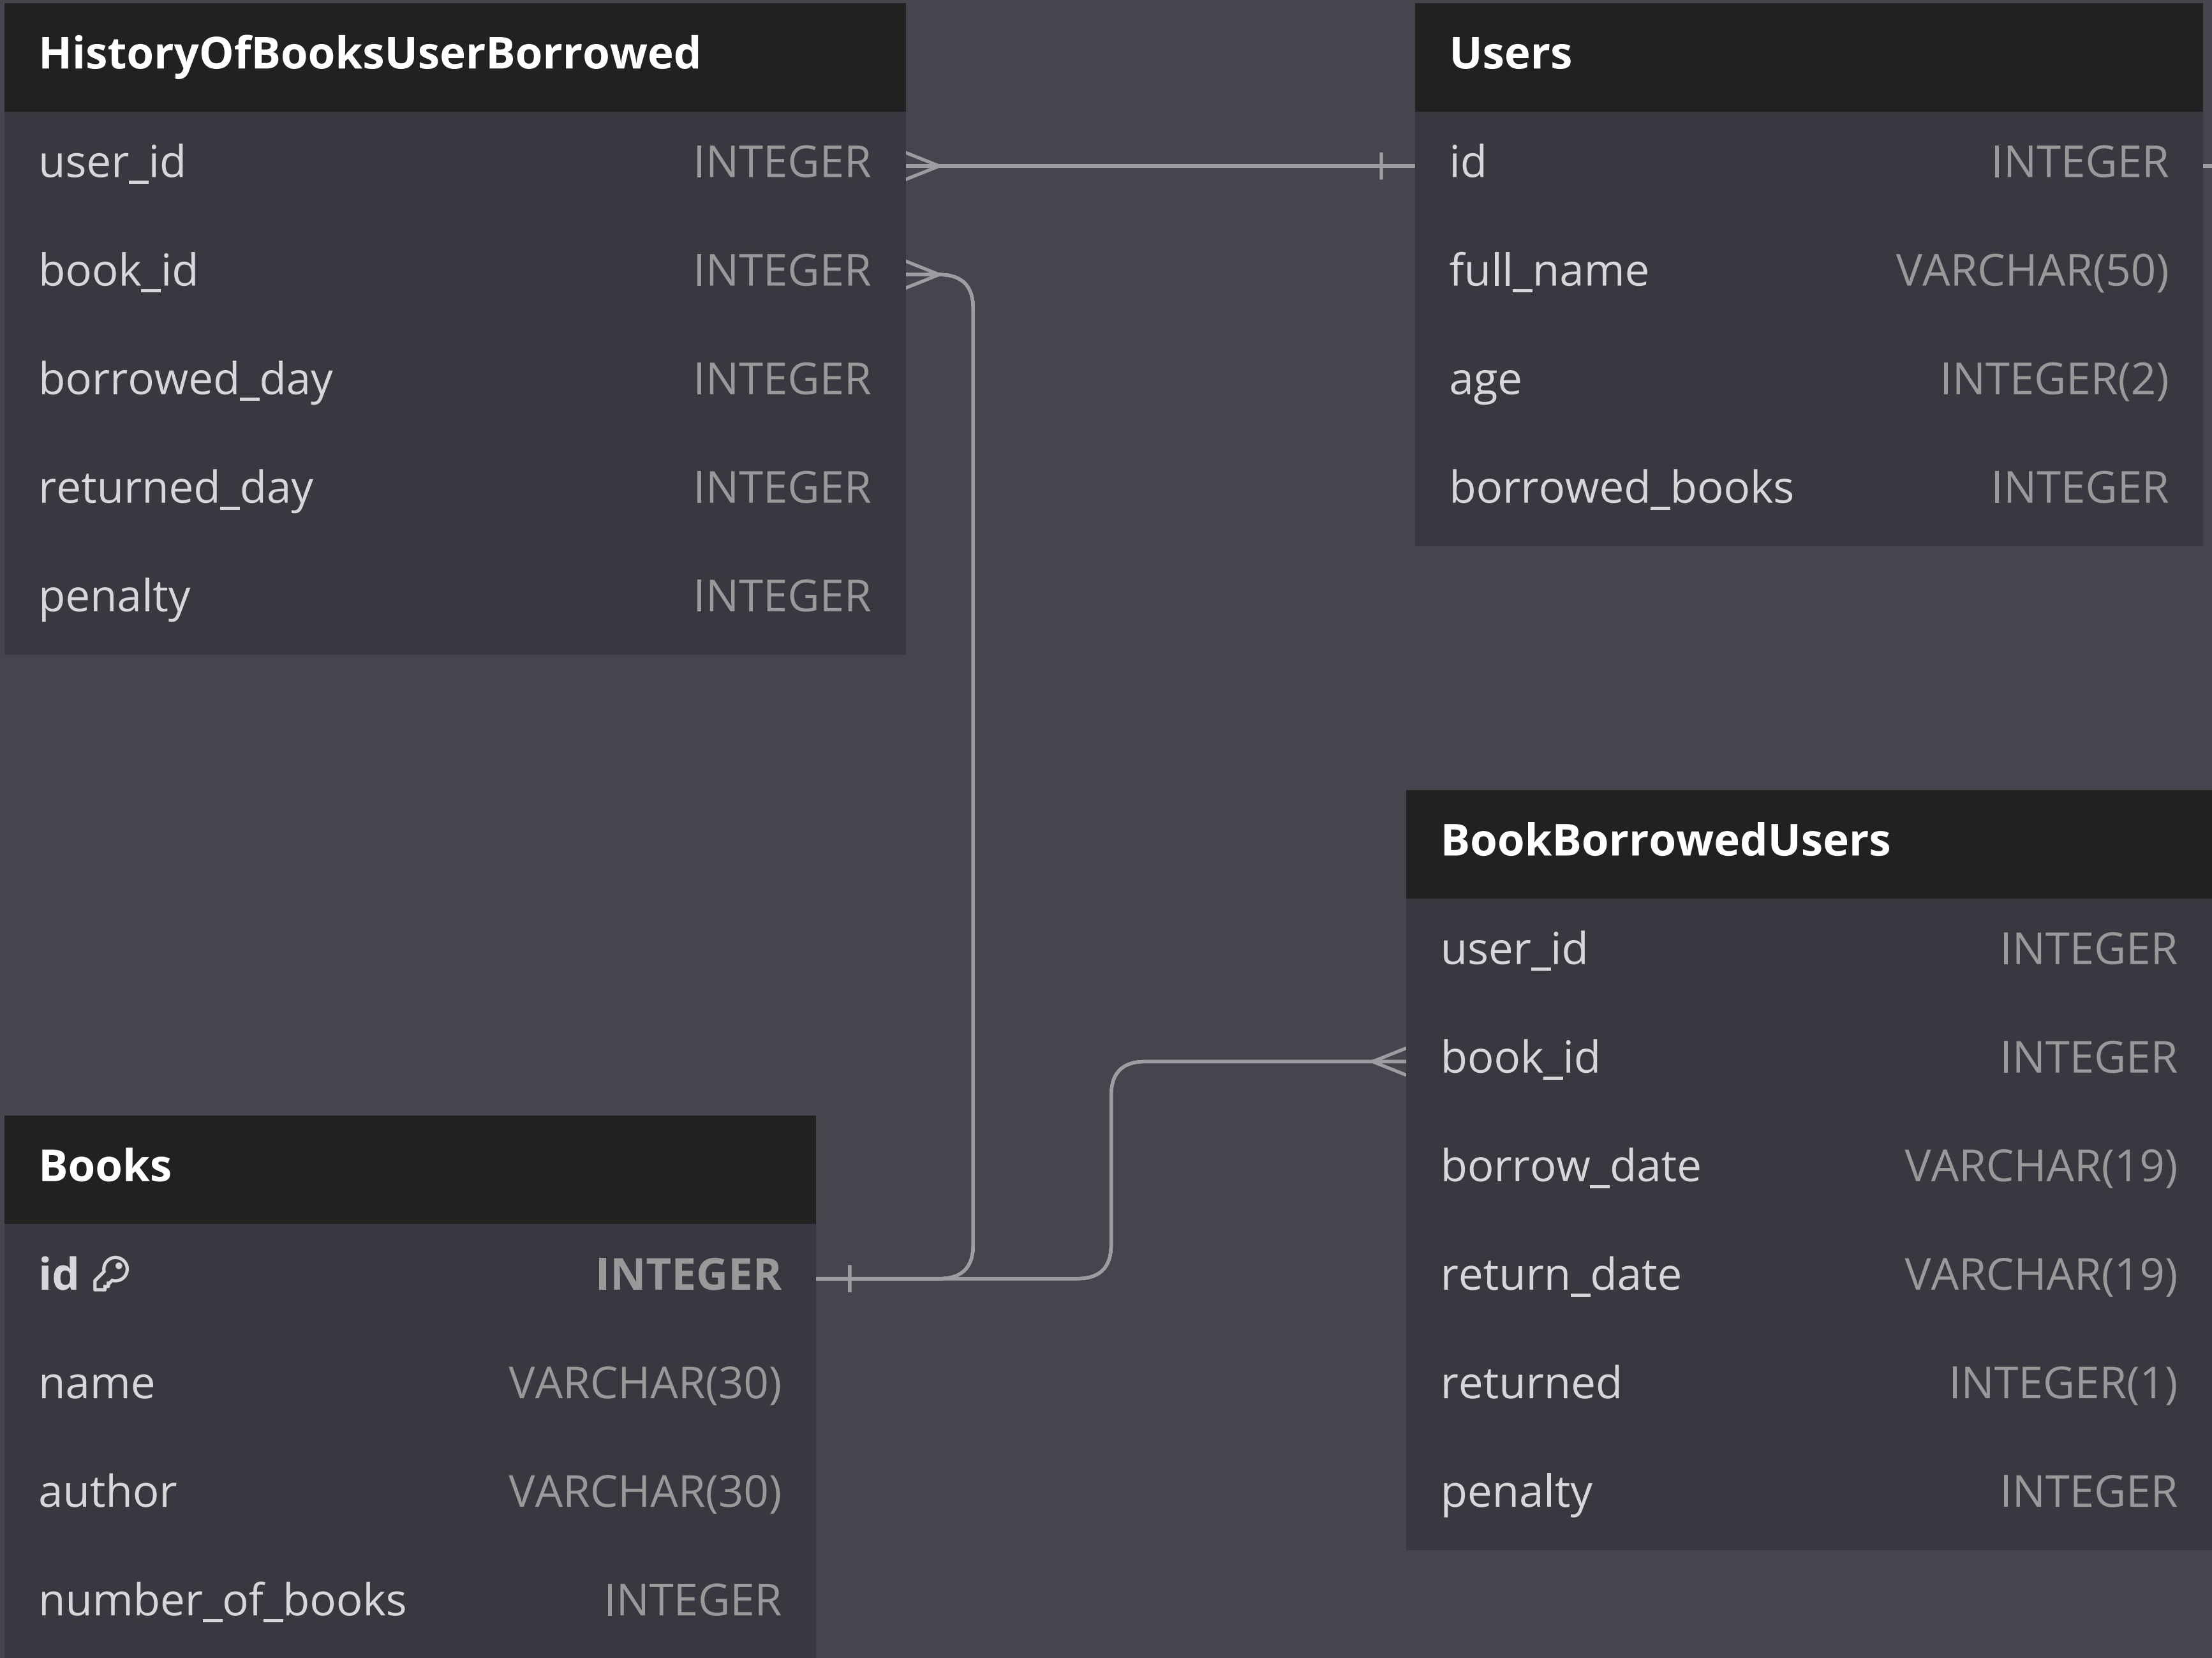 HistoryOfBooksUserBorrowed
user_id INTEGER
book_id INTEGER
borrowed_day INTEGER
returned_day INTEGER
penalty INTEGER
Users
id INTEGER
full_name VARCHAR(50)
age INTEGER(2)
borrowed_books INTEGER
BookBorrowedUsers
user_id INTEGER
book_id INTEGER
borrow_date VARCHAR(19)
return_date VARCHAR(19)
returned INTEGER(1)
penalty INTEGER
Books
id INTEGER
name VARCHAR(30)
author VARCHAR(30)
number_of_books INTEGER